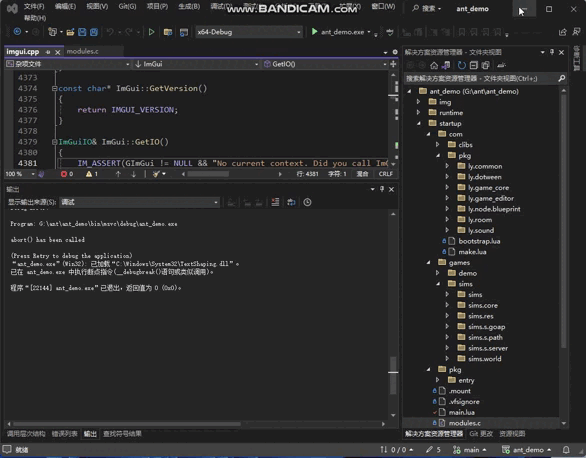 文件(F) 编辑(E) 视图(V) Git(G) 项目(P) 生成(B) 调试(D) 窗口(W) 搜索 ant_demo
帮助(H)
www.BANDICAM.com
x64-Debug ant_demo.exe
imgui.cpp modules.c
杂项文件 ImGui GetIO()
4373 }
4374 const char* ImGui::GetVersion()
4375 {
4376 return IMGUI_VERSION;
4377 }
4378
4379 ImGuiIO& ImGui::GetIO()
4380 {
4381 IM_ASSERT(GImGui != NULL && "No current context. Did you call ImG
100 % 0 1 行: 4581 字符: 1 混合 CRLF
输出
显示输出来源(S): 调试
Program: G:\ant\ant_demo\bin\msvc\debug\ant_demo.exe
abort() has been called
(Press Retry to debug the application)
"ant_demo.exe"(Win32): 已加载"C:\Windows\System32\TextShaping.dll"。
已在 ant_demo.exe 中执行断点指令(__debugbreak()语句或类似调用)。
程序"[22144] ant_demo.exe"已退出，返回值为 0 (0x0)。
调用层次结构 错误列表 输出 查找符号结果
解决方案资源管理器 - 文件夹视图
搜索解决方案资源管理器 - 文件夹视图(Ctrl+;)
ant_demo (G:\ant\ant_demo)
img
runtime
startup
com
clibs
pkg
ly.common
ly.dotween
ly.game_core
ly.game_editor
ly.node.blueprint
ly.room
ly.sound
bootstrap.lua
make.lua
games
demo
sims
sims
sims.core
sims.res
sims.s.goap
sims.s.path
sims.s.server
sims.world
pkg
entry
.mount
.vfsignore
main.lua
modules.c
解决方案资源管理器 Git 更改 资源视图
诊断工具
就绪 0 / 0 5 main ant_demo